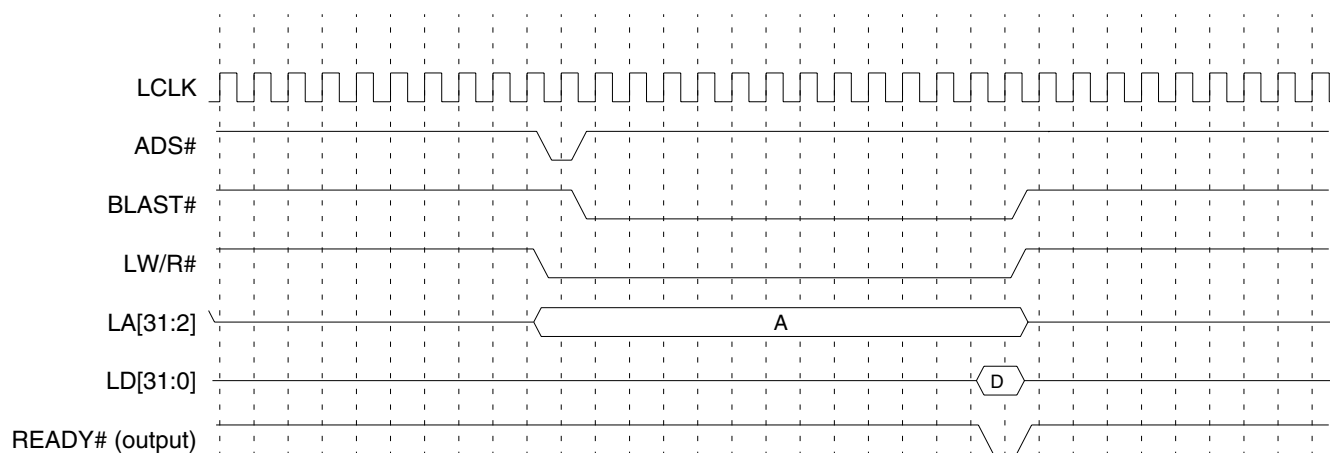 LCLK
ADS#
BLAST#
LW/R#
LA[31:2]
A
LD[31:0]
D
READY# (output)